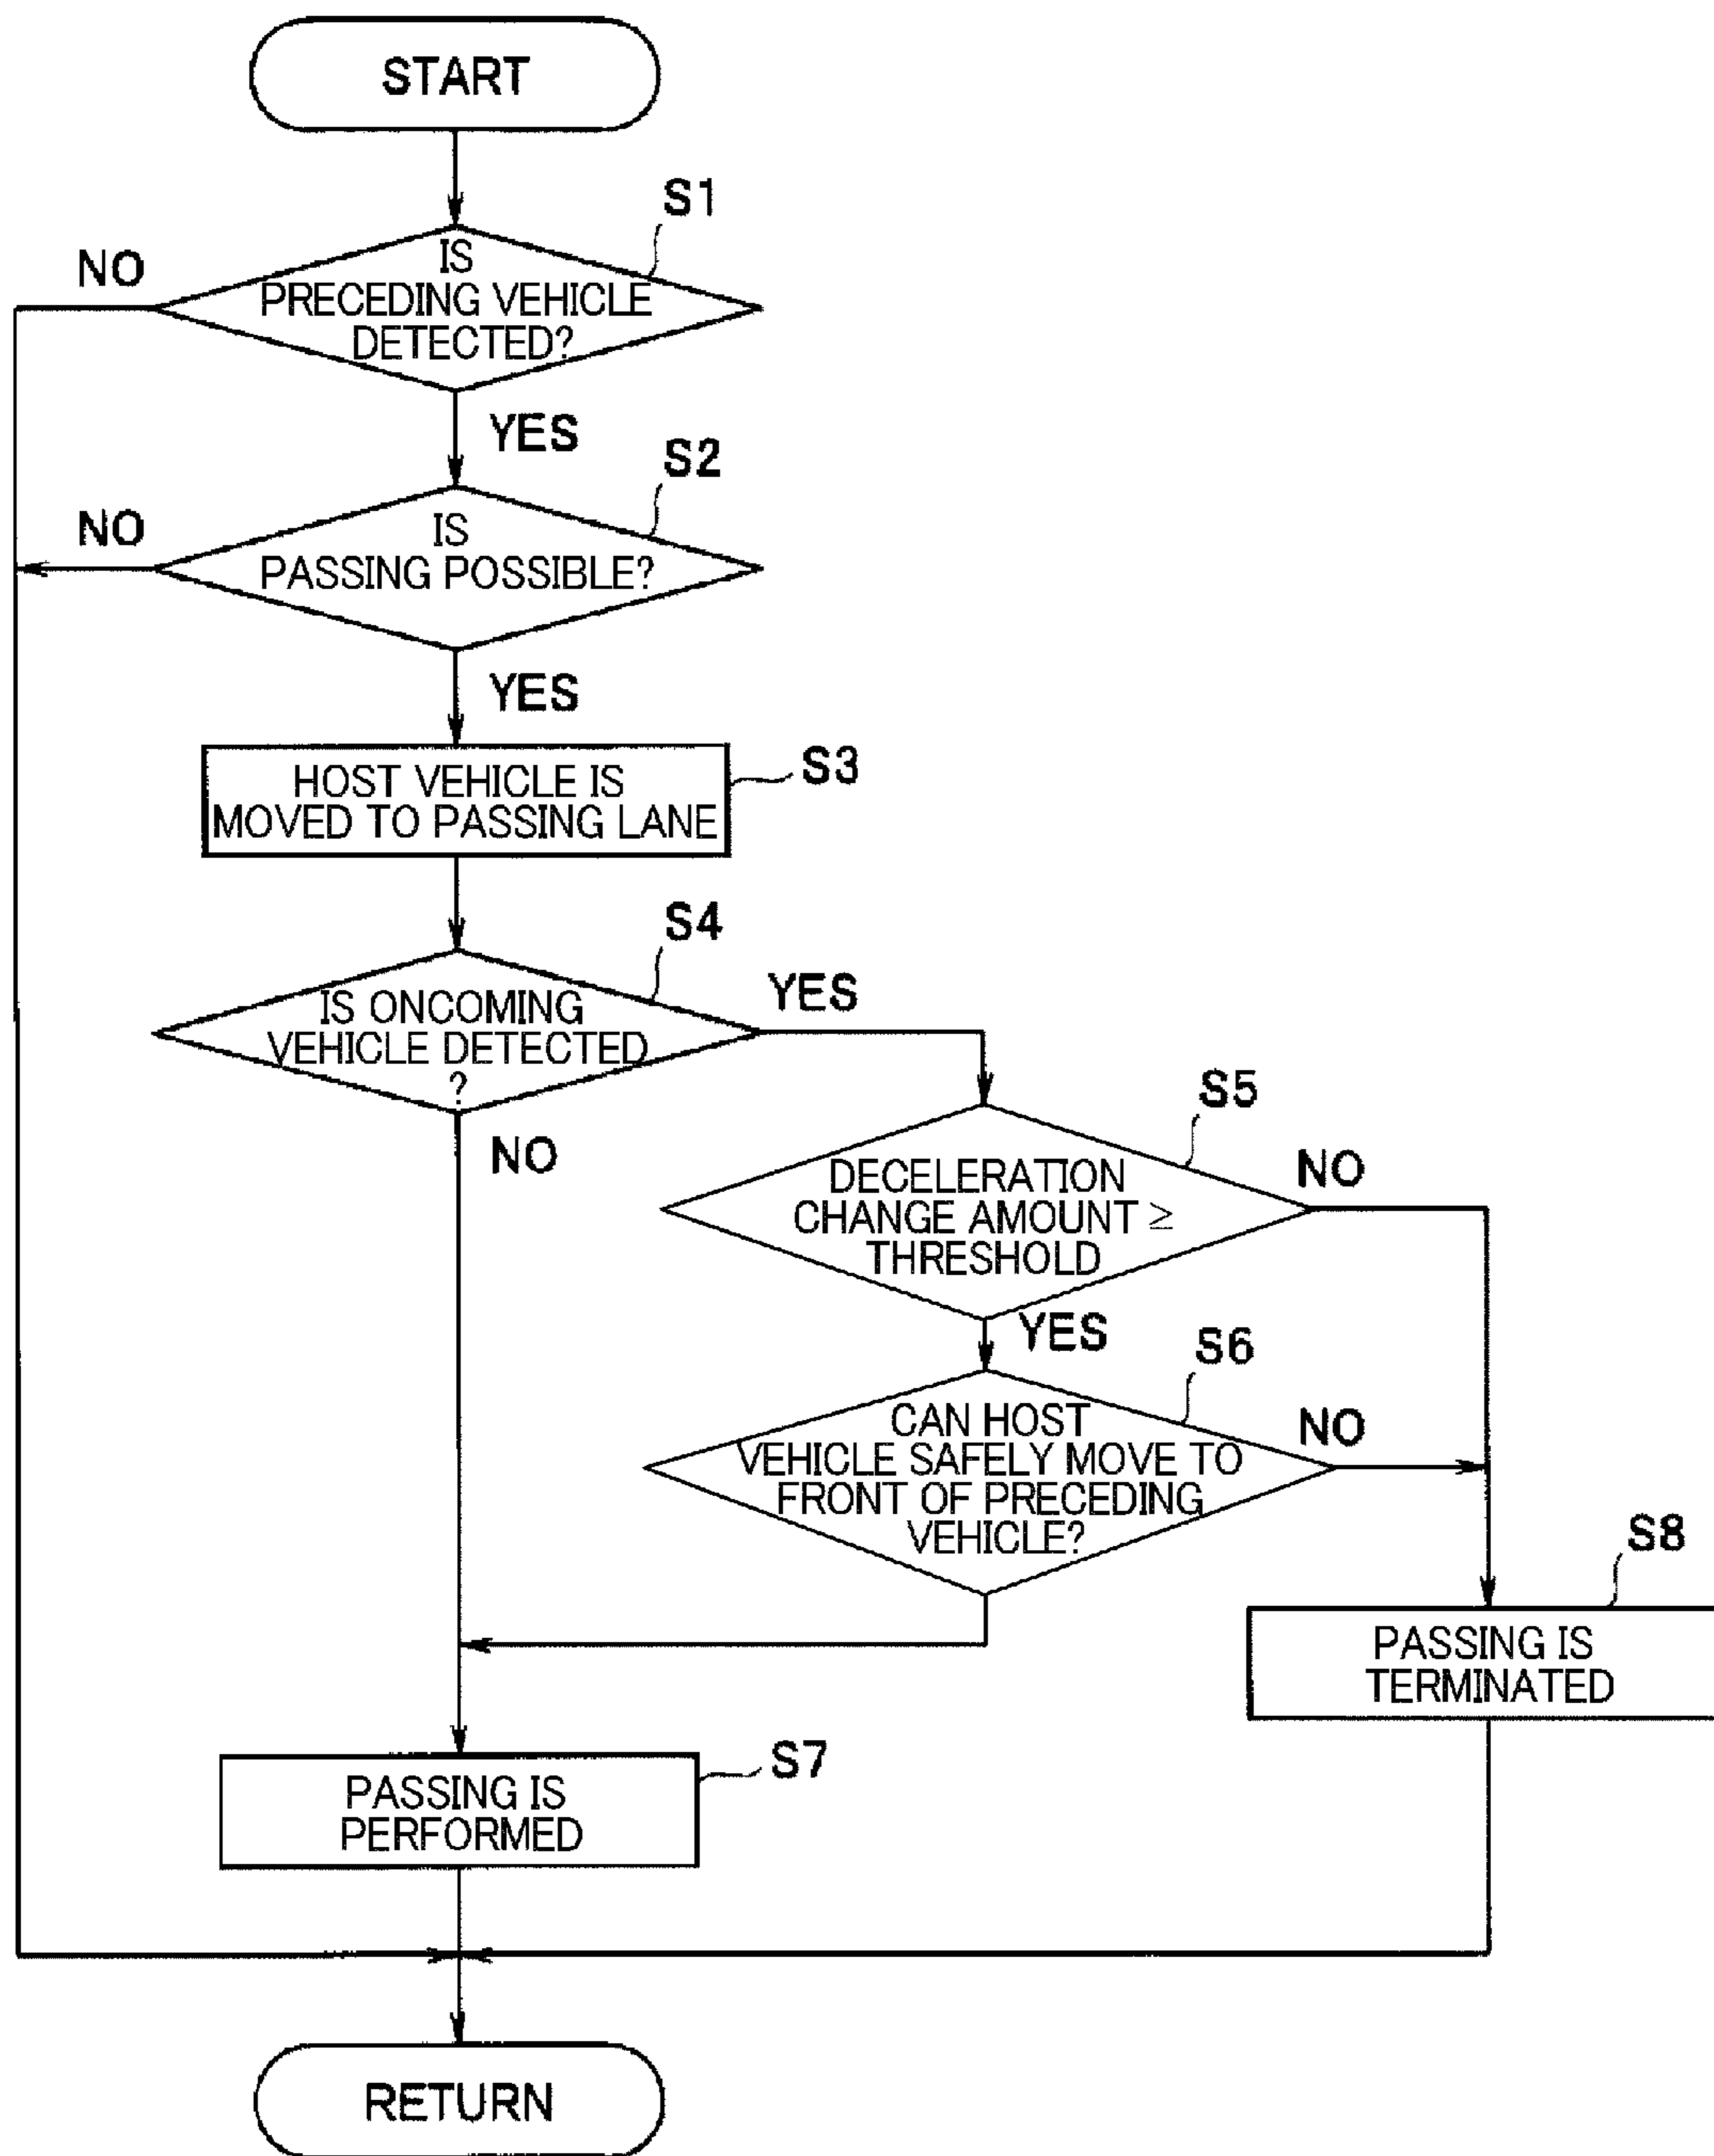 START
S1
NO
IS
PRECEDING VEHICLE
DETECTED?
YES
S2
NO
IS
PASSING POSSIBLE?
YES
S3
HOST VEHICLE IS
MOVED TO PASSING LANE
S4
YES
IS ONCOMING
VEHICLE DETECTED
?
NO
S5
NO
DECELERATION
CHANGE AMOUNT ≥
THRESHOLD
YES
S6
NO
CAN HOST
VEHICLE SAFELY MOVE TO
FRONT OF PRECEDING
VEHICLE?
S8
PASSING IS
TERMINATED
S7
PASSING IS
PERFORMED
RETURN